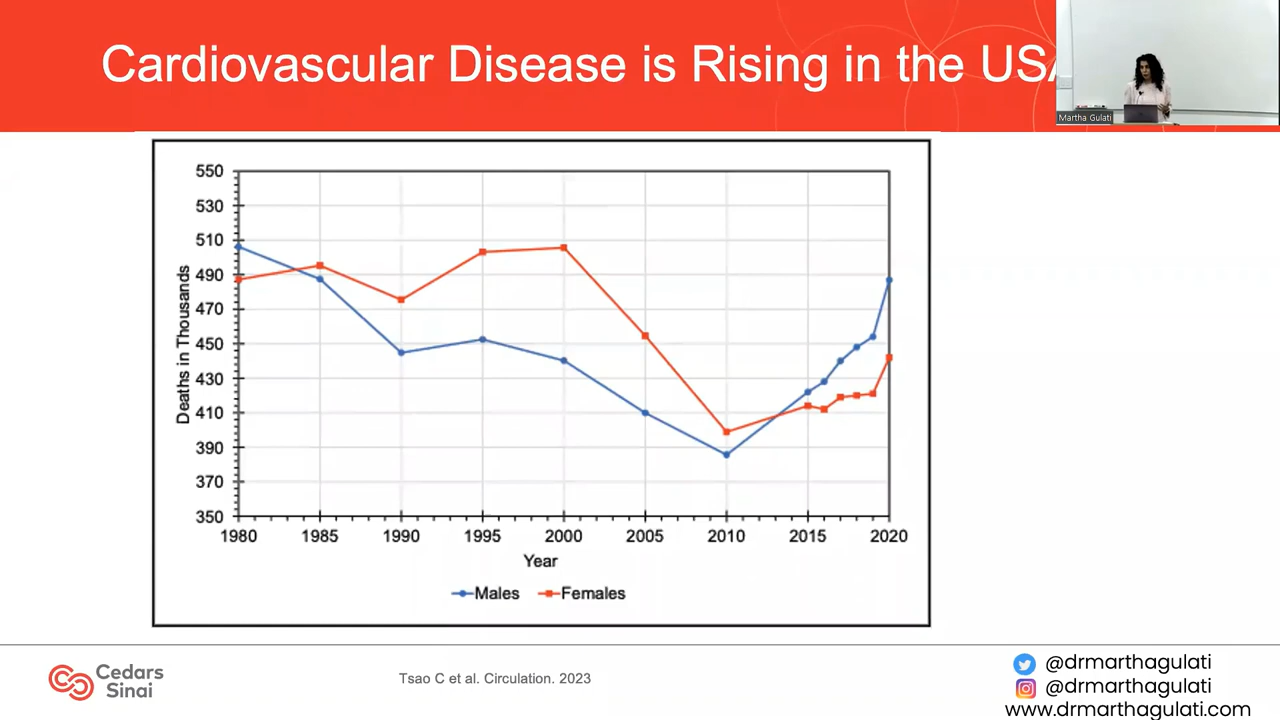 Cardiovascular Disease is Rising in the USA
Martha Gulati
550
530
510
490
470
450
430
410
390
370
350
Deaths in Thousands
1980 1985 1990 1995 2000 2005 2010 2015 2020
Year
Males Females
Cedars
Sinai
Tsao C et al. Circulation. 2023
@drmarthagulati
@drmarthagulati
www.drmarthagulati.com